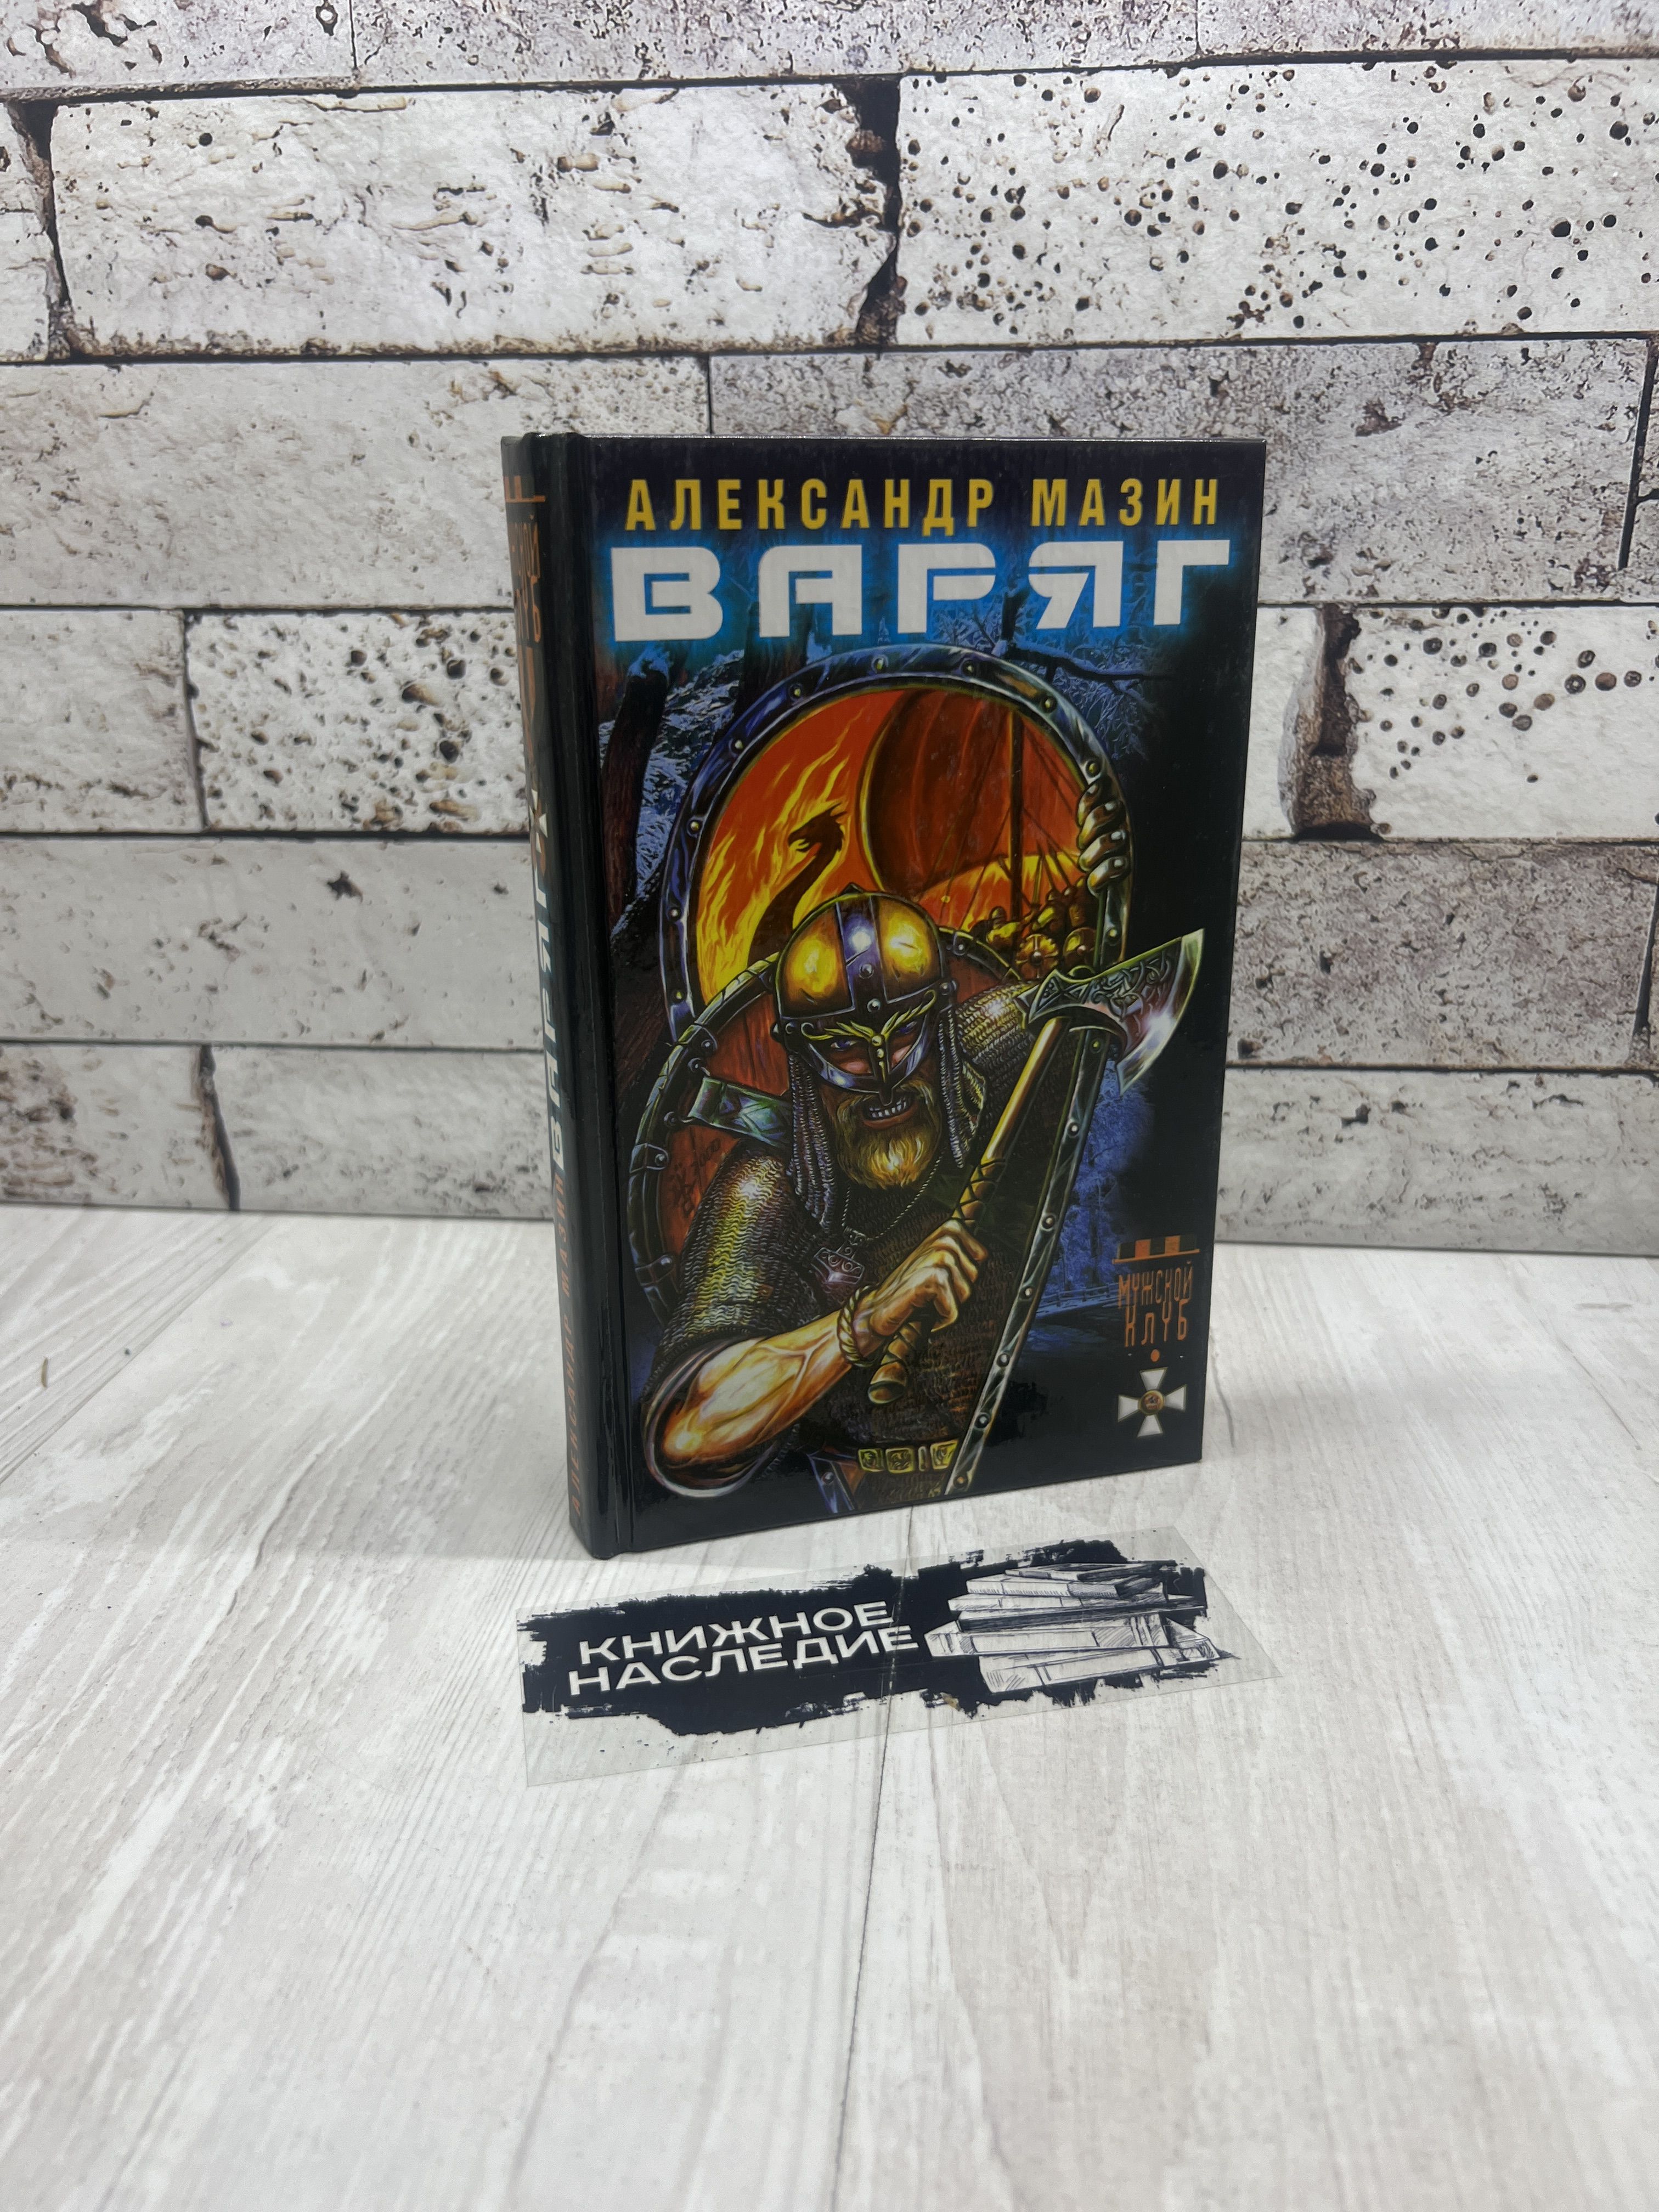 АЛЕКСАНДР МАЗИН
ВАРЯГ
МУЖСКОЙ
КЛУБ
АЛЕКСАНДР МАЗИН ВАРЯГ
КНИЖНОЕ
НАСЛЕДИЕ